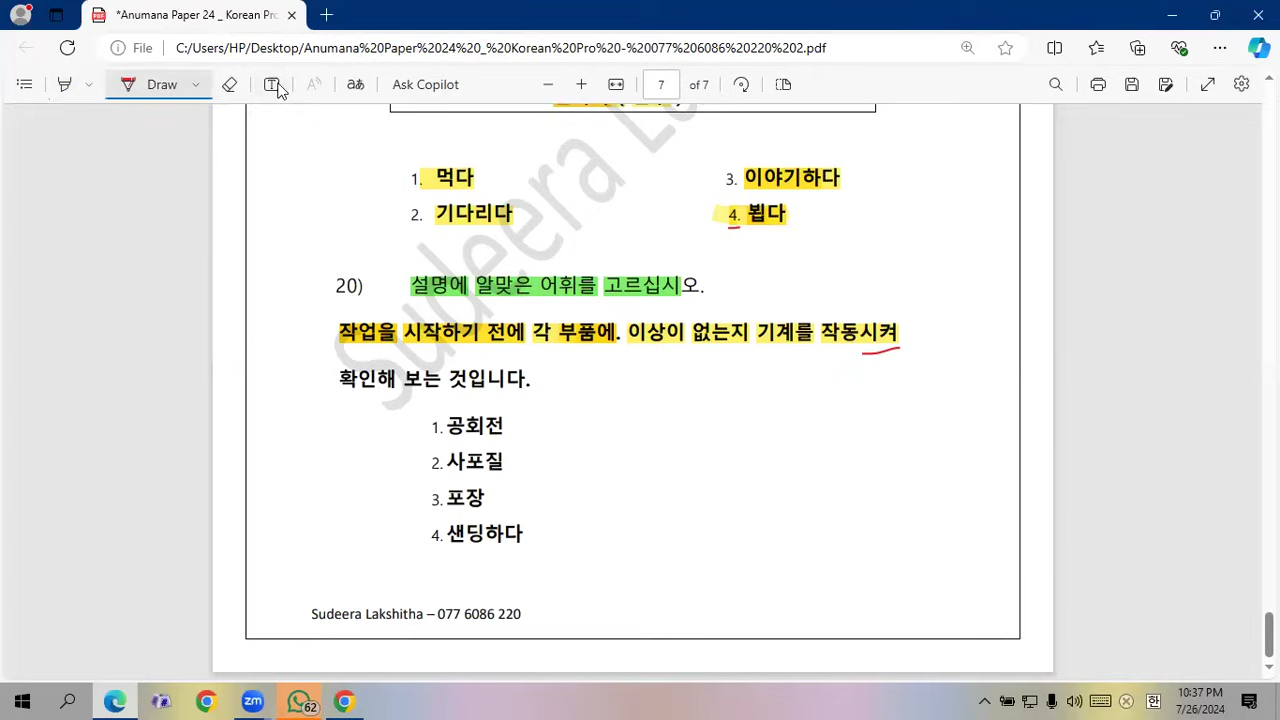 *Anumana Paper 24 _ Korean Pro
File
C:/Users/HP/Desktop/Anumana%20Paper%2024%20_%20Korean%20Pro%20-%20077%206086%20220%202.pdf
Draw
Ask Copilot
7 of 7
1. 먹다
3. 이야기하다
2. 기다리다
4. 뵙다
20) 설명에 알맞은 어휘를 고르십시오.
작업을 시작하기 전에 각 부품에. 이상이 없는지 기계를 작동시켜
확인해 보는 것입니다.
1. 공회전
2. 사포질
3. 포장
4. 샌딩하다
Sudeera Lakshitha – 077 6086 220
Sudeera La
62
한
10:37 PM
7/26/2024